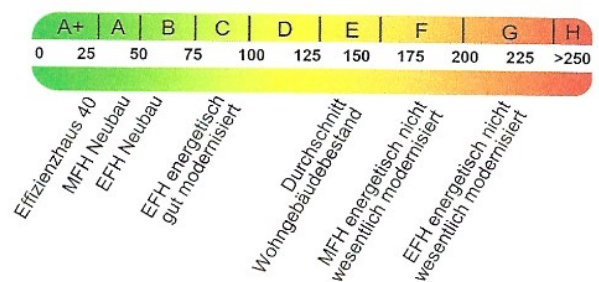 A+ A B C D E F G H
0 25 50 75 100 125 150 175 200 225 >250
Effizienzhaus 40
MFH Neubau
EFH Neubau
EFH energetisch
gut modernisiert
Durchschnitt
Wohngebäudebestand
MFH energetisch nicht
wesentlich modernisiert
EFH energetisch nicht
wesentlich modernisiert